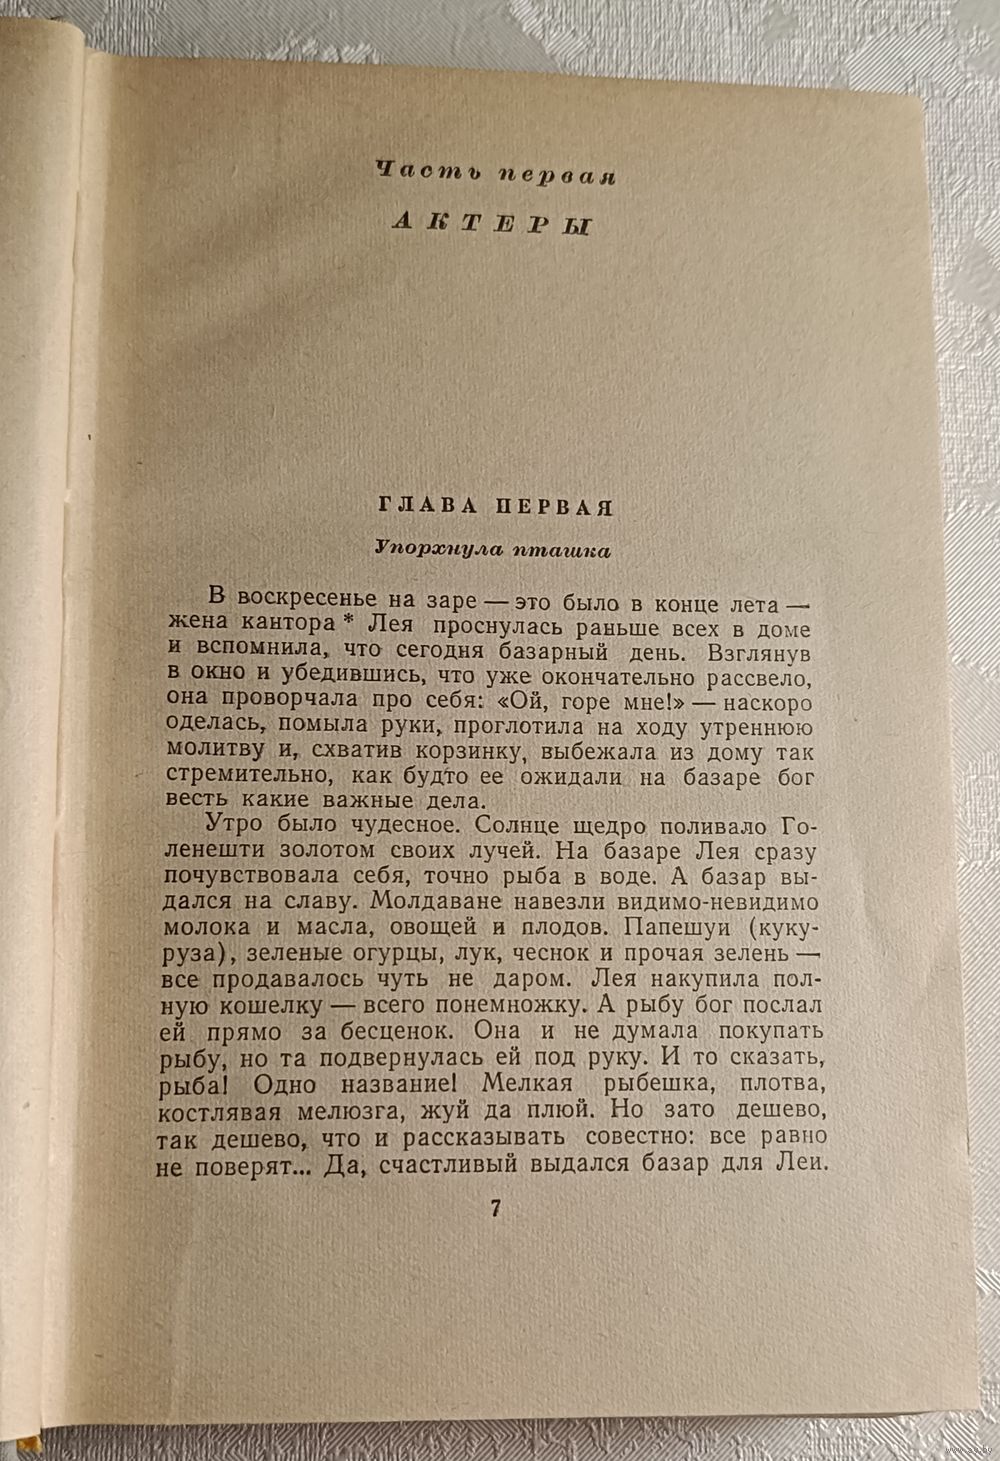 Часть первая
АКТЕРЫ
ГЛАВА ПЕРВАЯ
Упорхнула пташка
В воскресенье на заре — это было в конце лета —
жена кантора * Лея проснулась раньше всех в доме
и вспомнила, что сегодня базарный день. Взглянув
в окно и убедившись, что уже окончательно рассвело,
она проворчала про себя: «Ой, горе мне!» — наскоро
оделась, помыла руки, проглотила на ходу утреннюю
молитву и, схватив корзинку, выбежала из дому так
стремительно, как будто ее ожидали на базаре бог
весть какие важные дела.
Утро было чудесное. Солнце щедро поливало Го-
ленешти золотом своих лучей. На базаре Лея сразу
почувствовала себя, точно рыба в воде. А базар вы-
дался на славу. Молдаване навезли видимо-невидимо
молока и масла, овощей и плодов. Папешуи (куку-
руза), зеленые огурцы, лук, чеснок и прочая зелень —
все продавалось чуть не даром. Лея накупила пол-
ную кошелку — всего понемножку. А рыбу бог послал
ей прямо за бесценок. Она и не думала покупать
рыбу, но та подвернулась ей под руку. И то сказать,
рыба! Одно название! Мелкая рыбешка, плотва,
костлявая мелюзга, жуй да плюй. Но зато дешево,
так дешево, что и рассказывать совестно: все равно
не поверят... Да, счастливый выдался базар для Леи.
7